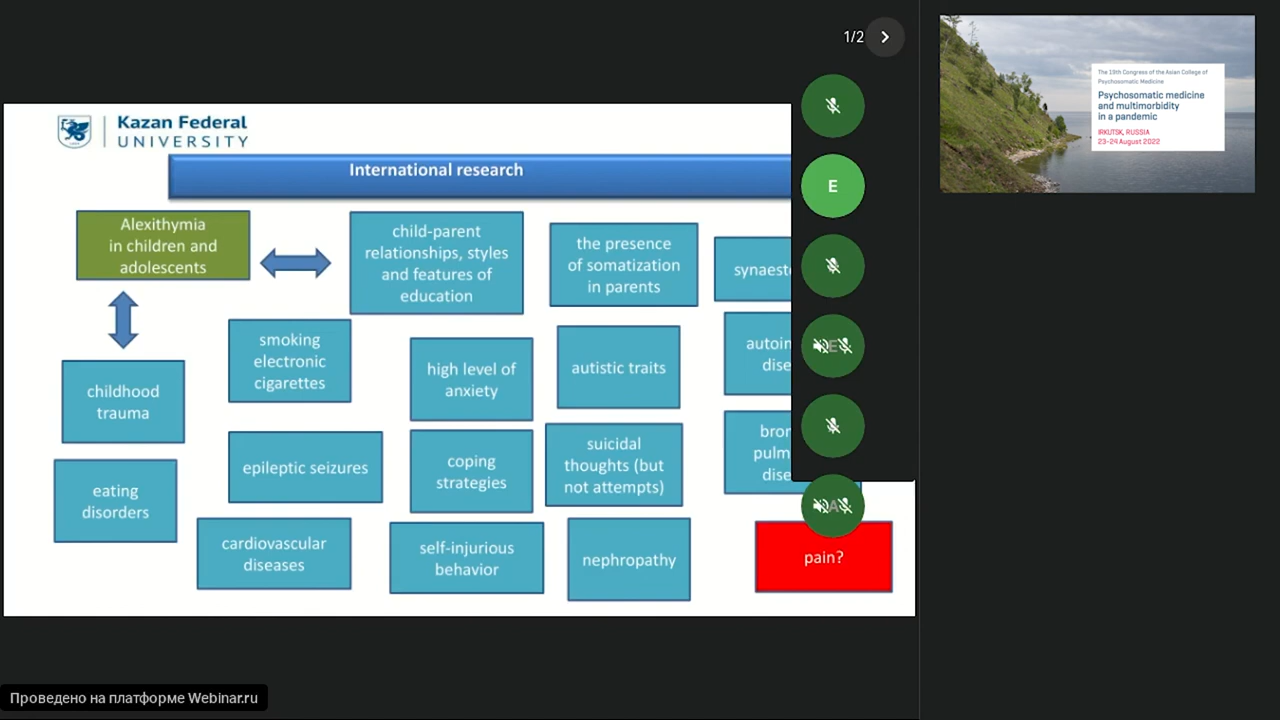 1/2
The 19th Congress of the Asian College of
Psychosomatic Medicine
Psychosomatic medicine
and multimorbidity
in a pandemic
IRKUTSK, RUSSIA
23-24 August 2022
Kazan Federal
UNIVERSITY
International research
Alexithymia
in children and
adolescents
child-parent
relationships, styles
and features of
education
the presence
of somatization
in parents
E
smoking
electronic
cigarettes
high level of
anxiety
autistic traits
E
childhood
trauma
epileptic seizures
coping
strategies
suicidal
thoughts (but
not attempts)
eating
disorders
A
cardiovascular
diseases
self-injurious
behavior
nephropathy
pain?
Проведено на платформе Webinar.ru